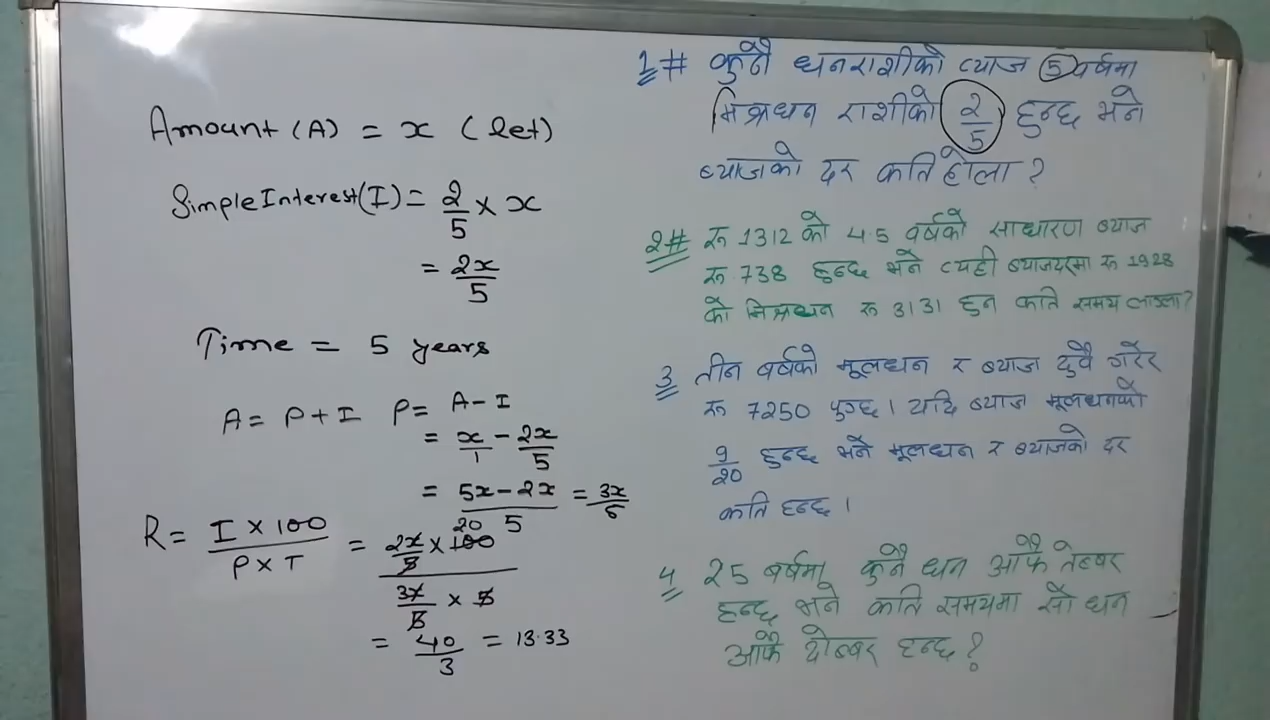 Amount (A) = x (let)
Simple Interest (I) = 2/5 × x
= 2x/5
Time = 5 years
A = P + I P = A - I
= x/1 - 2x/5
= 5x - 2x/5 = 3x/5
R = I × 100/P × T = 2x/5 × 100/3x/5 × 5
20
= 40/3 = 13.33
1# कुनै धनराशीको ब्याज 5 वर्षमा
मिश्रधन राशीको 2/5 हुन्छ भने
ब्याजको दर कति होला?
2# रु 1312 को 4.5 वर्षको साधारण ब्याज
रु 738 हुन्छ भने त्यही ब्याजदरमा रु 1928
को मिश्रधन रु 3131 हुन कति समय लाग्ला?
3 तीन बर्षको मूलधन र ब्याज दुवै गरेर
रु 7250 पुग्छ। यदि ब्याज मूलधनको
9/20 हुन्छ भने मूलधन र ब्याजको दर
कति हुन्छ।
4 25 बर्षमा कुनै धन आफै तेब्बर
हुन्छ भने कति समयमा सो धन
आफै दोब्बर हुन्छ?